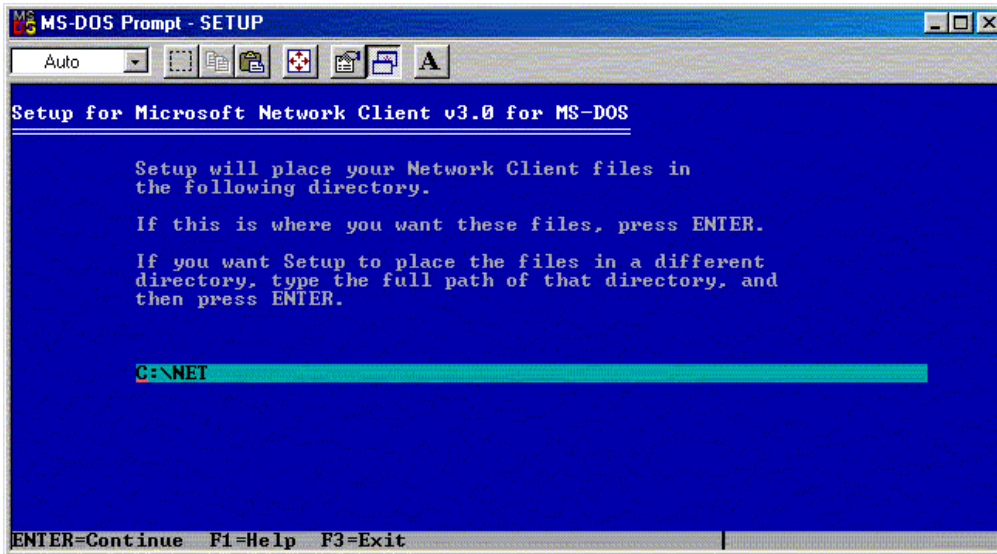 MS-DOS Prompt - SETUP
Auto
A
Setup for Microsoft Network Client v3.0 for MS-DOS
Setup will place your Network Client files in
the following directory.
If this is where you want these files, press ENTER.
If you want Setup to place the files in a different
directory, type the full path of that directory, and
then press ENTER.
C:\NET
ENTER=Continue F1=Help F3=Exit